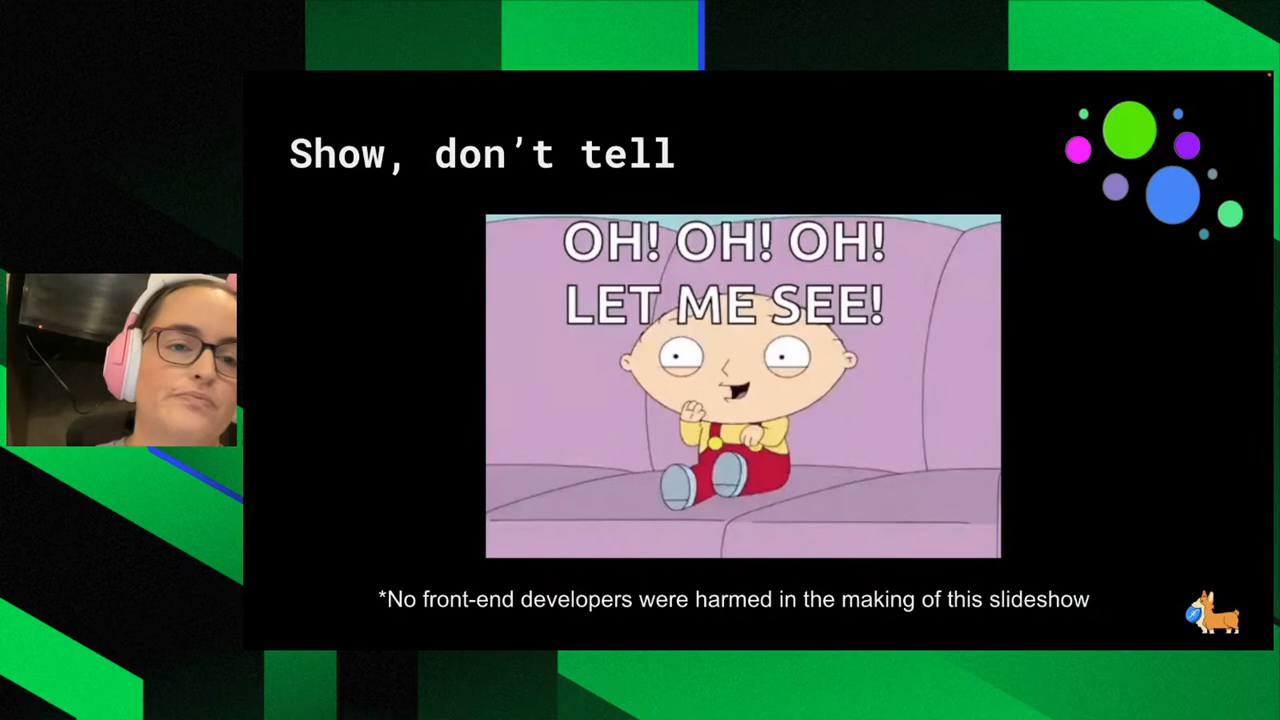 Show, don’t tell
OH! OH! OH!
LET ME SEE!
*No front-end developers were harmed in the making of this slideshow